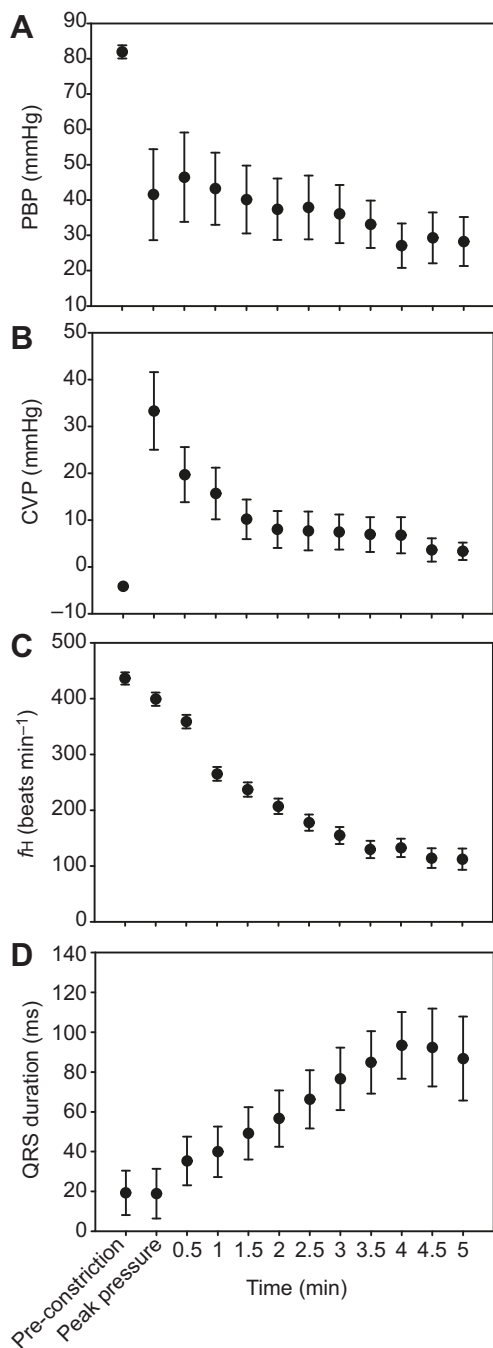 A
PBP (mmHg)
90
80
70
60
50
40
30
20
10
B
CVP (mmHg)
50
40
30
20
10
0
–10
C
fH (beats min–1)
500
400
300
200
100
0
D
QRS duration (ms)
140
120
100
80
60
40
20
0
Pre-constriction
Peak pressure
0.5 1 1.5 2 2.5 3 3.5 4 4.5 5
Time (min)